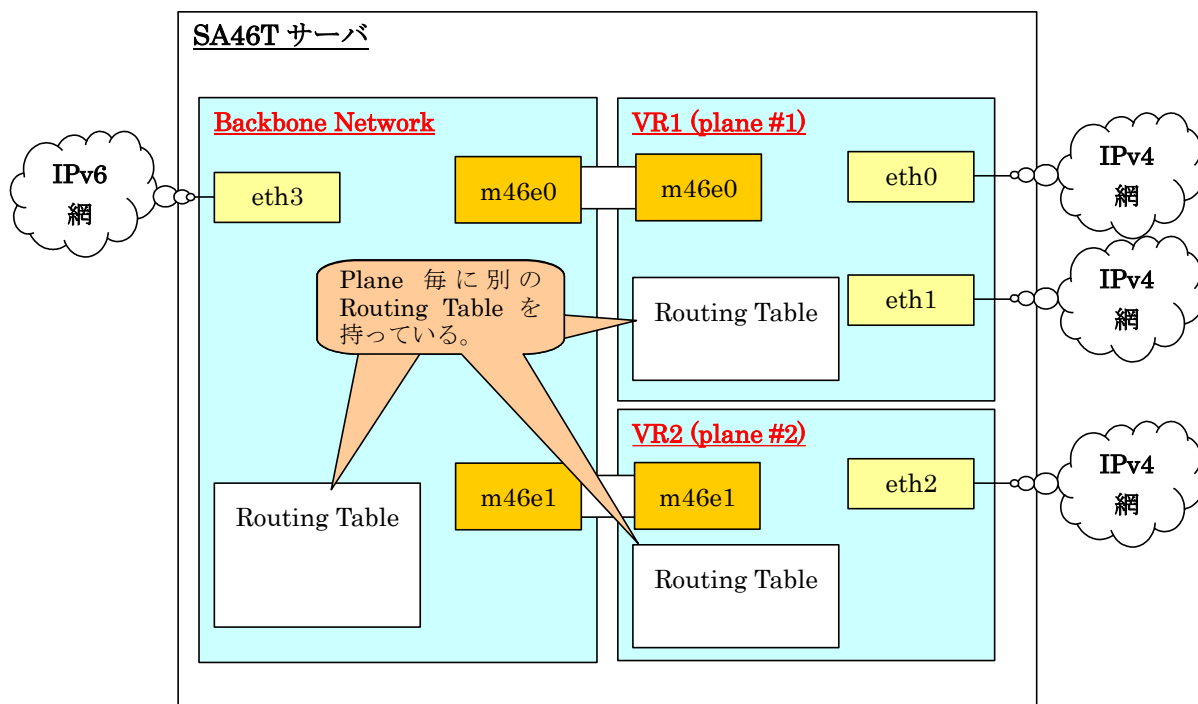 SA46T サーバ
Backbone Network
IPv6
網
eth3
m46e0
VR1 (plane #1)
m46e0
eth0
IPv4
網
Plane 毎に別の
Routing Table を
持っている。
Routing Table
eth1
IPv4
網
Routing Table
m46e1
VR2 (plane #2)
m46e1
eth2
IPv4
網
Routing Table